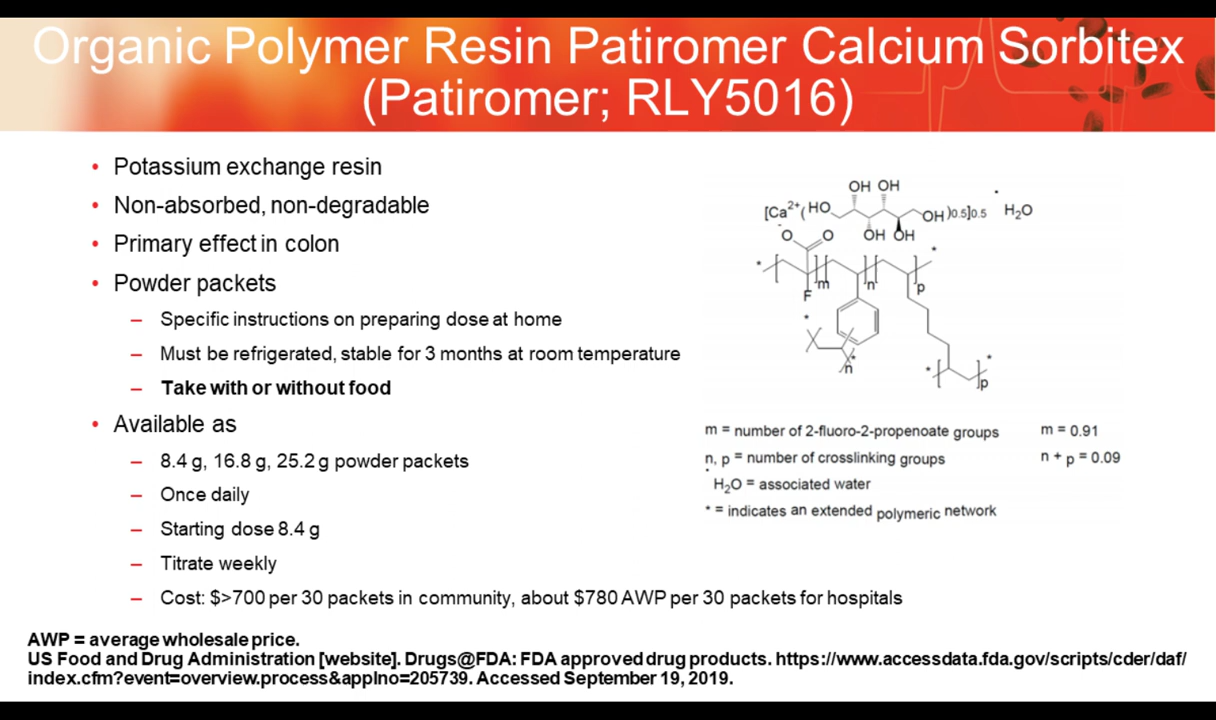 Organic Polymer Resin Patiromer Calcium Sorbitex
(Patiromer; RLY5016)
• Potassium exchange resin
• Non-absorbed, non-degradable
• Primary effect in colon
• Powder packets
– Specific instructions on preparing dose at home
– Must be refrigerated, stable for 3 months at room temperature
– Take with or without food
• Available as
– 8.4 g, 16.8 g, 25.2 g powder packets
– Once daily
– Starting dose 8.4 g
– Titrate weekly
– Cost: $>700 per 30 packets in community, about $780 AWP per 30 packets for hospitals
OH OH
[Ca2+(HO OH)0.5]0.5 • H2O
-O O OH OH
* * m n p
F
* *
n * * p
m = number of 2-fluoro-2-propenoate groups m = 0.91
n, p = number of crosslinking groups n + p = 0.09
•H2O = associated water
* = indicates an extended polymeric network
AWP = average wholesale price.
US Food and Drug Administration [website]. Drugs@FDA: FDA approved drug products. https://www.accessdata.fda.gov/scripts/cder/daf/
index.cfm?event=overview.process&applno=205739. Accessed September 19, 2019.